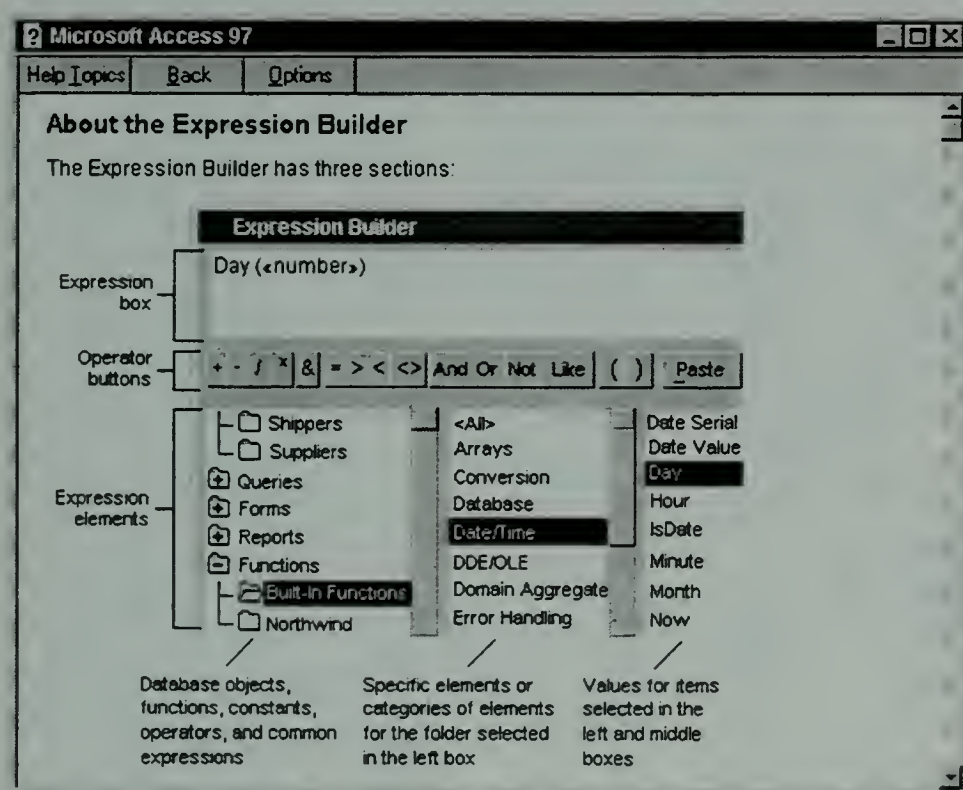 Microsoft Access 97
Help Topics Back Options
About the Expression Builder
The Expression Builder has three sections:
Expression Builder
Expression box
Day («number»)
Operator buttons
+ - / * & = > < <> And Or Not Like ( ) Paste
Expression elements
Shippers
Suppliers
Queries
Forms
Reports
Functions
Built-In Functions
Northwind
<All>
Arrays
Conversion
Database
Date/Time
DDE/OLE
Domain Aggregate
Error Handling
Date Serial
Date Value
Day
Hour
IsDate
Minute
Month
Now
Database objects,
functions, constants,
operators, and common
expressions
Specific elements or
categories of elements
for the folder selected
in the left box
Values for items
selected in the
left and middle
boxes